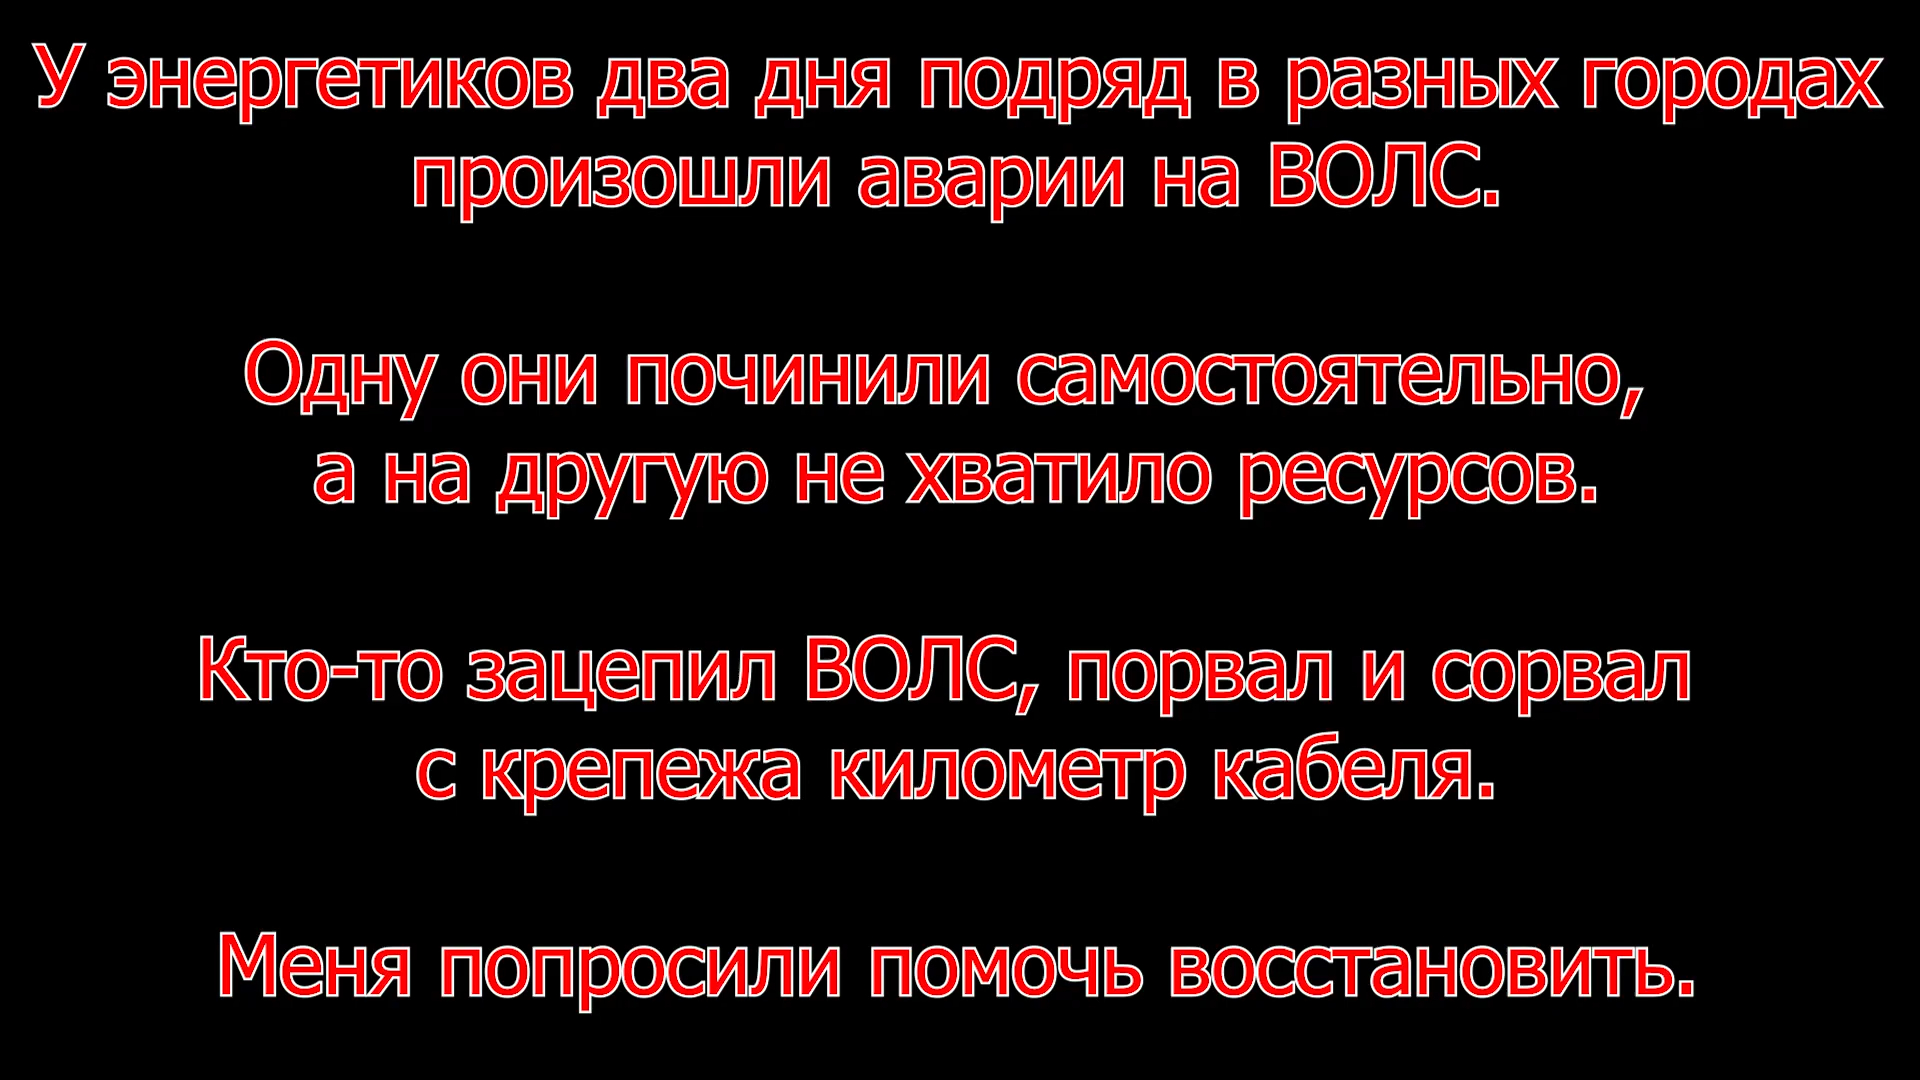 У энергетиков два дня подряд в разных городах
произошли аварии на ВОЛС.
Одну они починили самостоятельно,
а на другую не хватило ресурсов.
Кто-то зацепил ВОЛС, порвал и сорвал
с крепежа километр кабеля.
Меня попросили помочь восстановить.